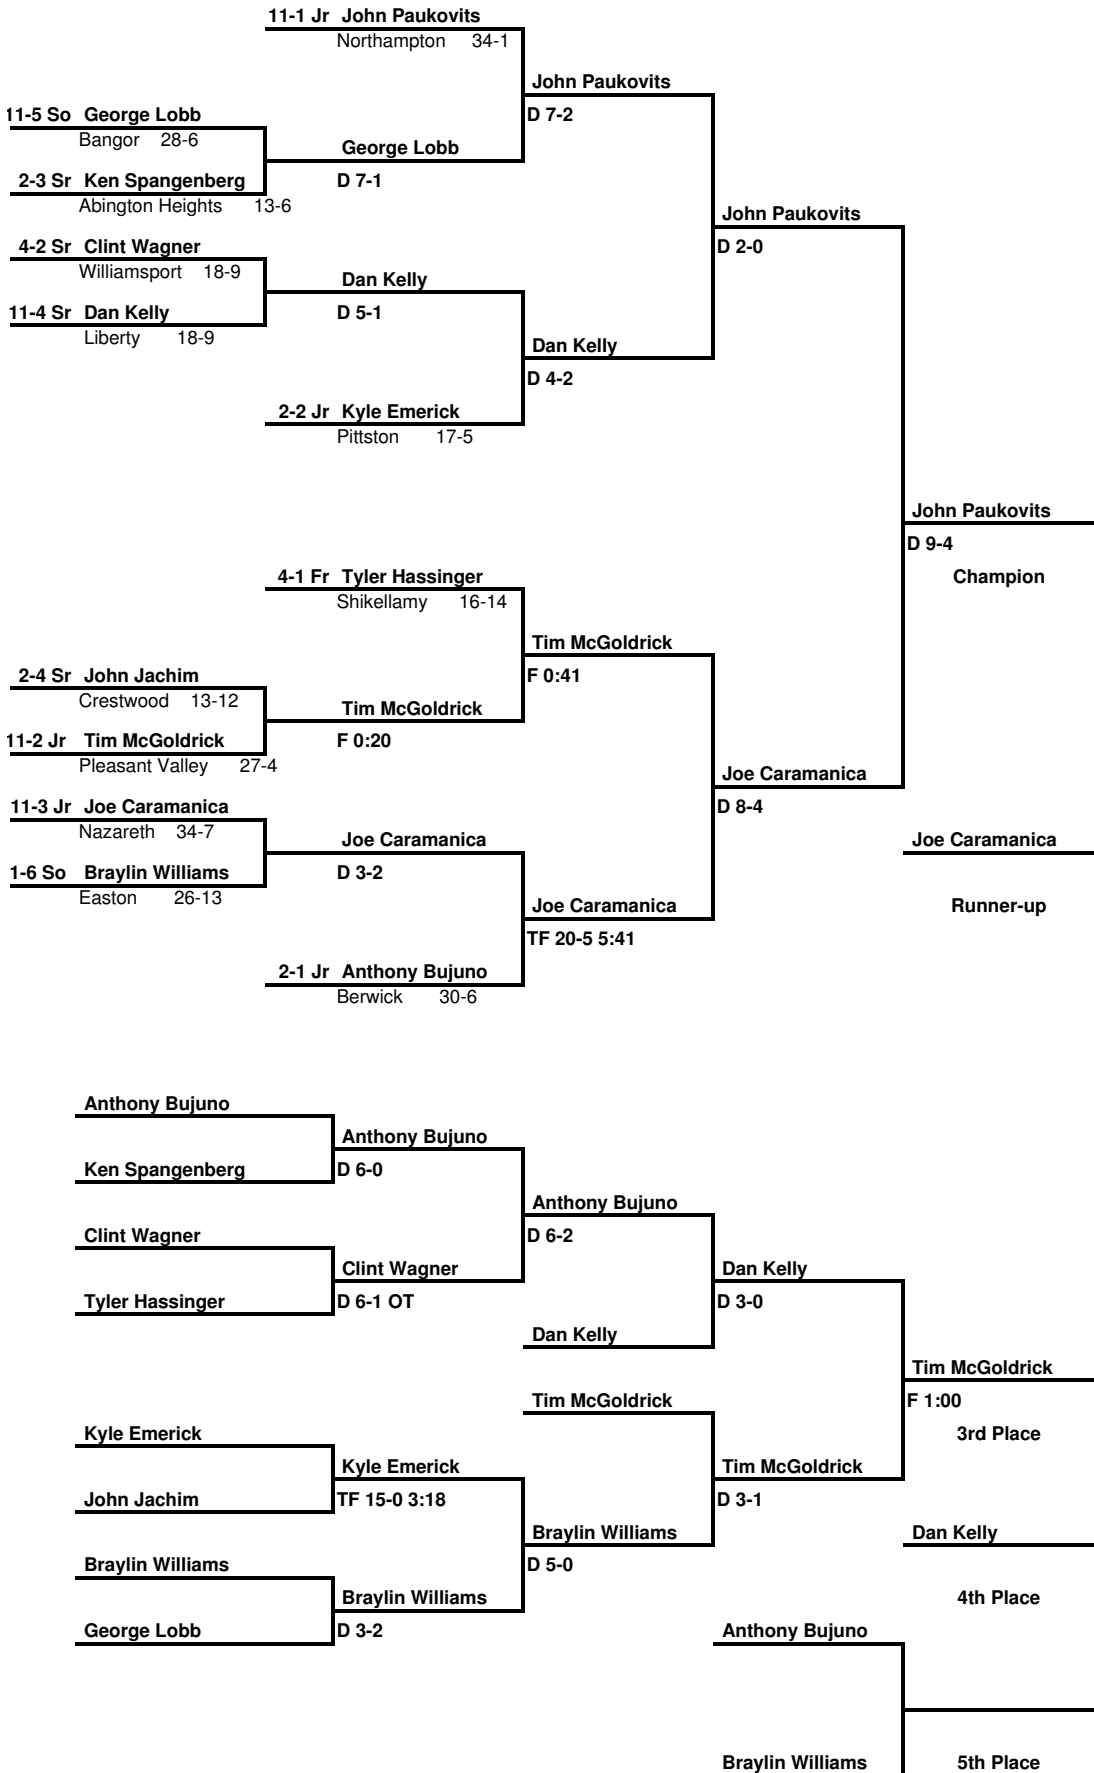 11-1 Jr John Paukovits
Northampton 34-1
John Paukovits
D 7-2
11-5 So George Lobb
Bangor 28-6
George Lobb
D 7-1
2-3 Sr Ken Spangenberg
Abington Heights 13-6
John Paukovits
D 2-0
4-2 Sr Clint Wagner
Williamsport 18-9
Dan Kelly
D 5-1
11-4 Sr Dan Kelly
Liberty 18-9
Dan Kelly
D 4-2
2-2 Jr Kyle Emerick
Pittston 17-5
John Paukovits
D 9-4
Champion
4-1 Fr Tyler Hassinger
Shikellamy 16-14
Tim McGoldrick
F 0:41
2-4 Sr John Jachim
Crestwood 13-12
Tim McGoldrick
F 0:20
11-2 Jr Tim McGoldrick
Pleasant Valley 27-4
Joe Caramanica
D 8-4
11-3 Jr Joe Caramanica
Nazareth 34-7
Joe Caramanica
D 3-2
Joe Caramanica
Runner-up
1-6 So Braylin Williams
Easton 26-13
Joe Caramanica
TF 20-5 5:41
2-1 Jr Anthony Bujuno
Berwick 30-6
Anthony Bujuno
Anthony Bujuno
D 6-0
Ken Spangenberg
Anthony Bujuno
D 6-2
Clint Wagner
Clint Wagner
D 6-1 OT
Tyler Hassinger
Dan Kelly
D 3-0
Dan Kelly
Tim McGoldrick
F 1:00
3rd Place
Tim McGoldrick
Kyle Emerick
Kyle Emerick
TF 15-0 3:18
John Jachim
Tim McGoldrick
D 3-1
Braylin Williams
D 5-0
Dan Kelly
4th Place
Braylin Williams
Braylin Williams
D 3-2
George Lobb
Anthony Bujuno
Braylin Williams
5th Place